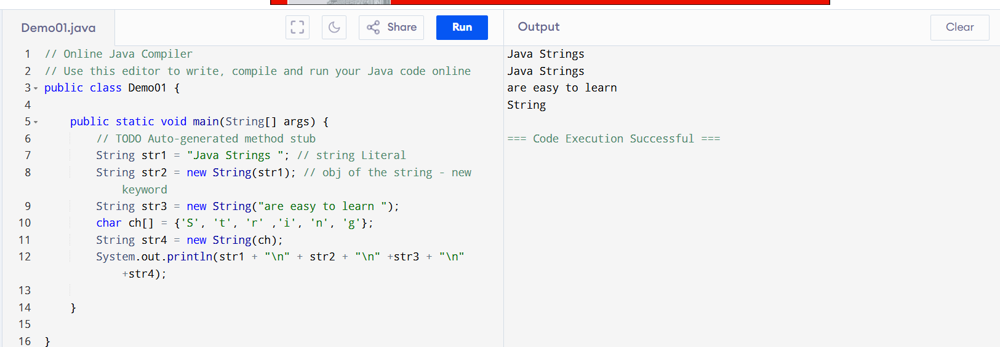 Demo01.java
Share
Run
Output
Clear
1 // Online Java Compiler
2 // Use this editor to write, compile and run your Java code online
3 public class Demo01 {
4
5     public static void main(String[] args) {
6         // TODO Auto-generated method stub
7         String str1 = "Java Strings "; // string Literal
8         String str2 = new String(str1); // obj of the string - new
            keyword
9         String str3 = new String("are easy to learn ");
10         char ch[] = {'S', 't', 'r' ,'i', 'n', 'g'};
11         String str4 = new String(ch);
12         System.out.println(str1 + "\n" + str2 + "\n" +str3 + "\n"
            +str4);
13
14     }
15
16 }
Java Strings
Java Strings
are easy to learn
String
=== Code Execution Successful ===